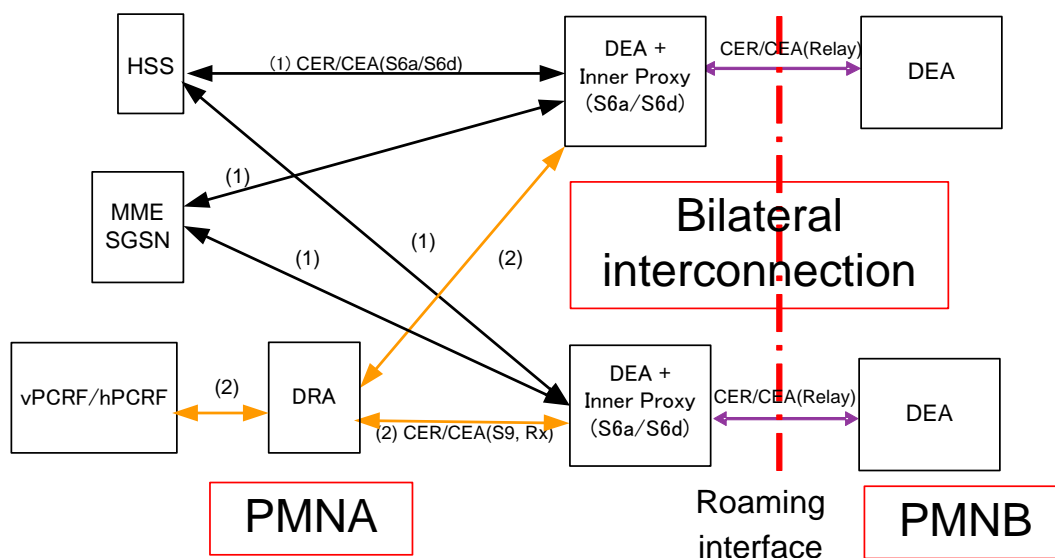 HSS
(1) CER/CEA(S6a/S6d)
DEA +
Inner Proxy
(S6a/S6d)
CER/CEA(Relay)
DEA
(1)
MME
SGSN
(1)
(1)
(2)
Bilateral
interconnection
vPCRF/hPCRF
(2)
DRA
(2) CER/CEA(S9, Rx)
DEA +
Inner Proxy
(S6a/S6d)
CER/CEA(Relay)
DEA
PMNA
Roaming
interface
PMNB